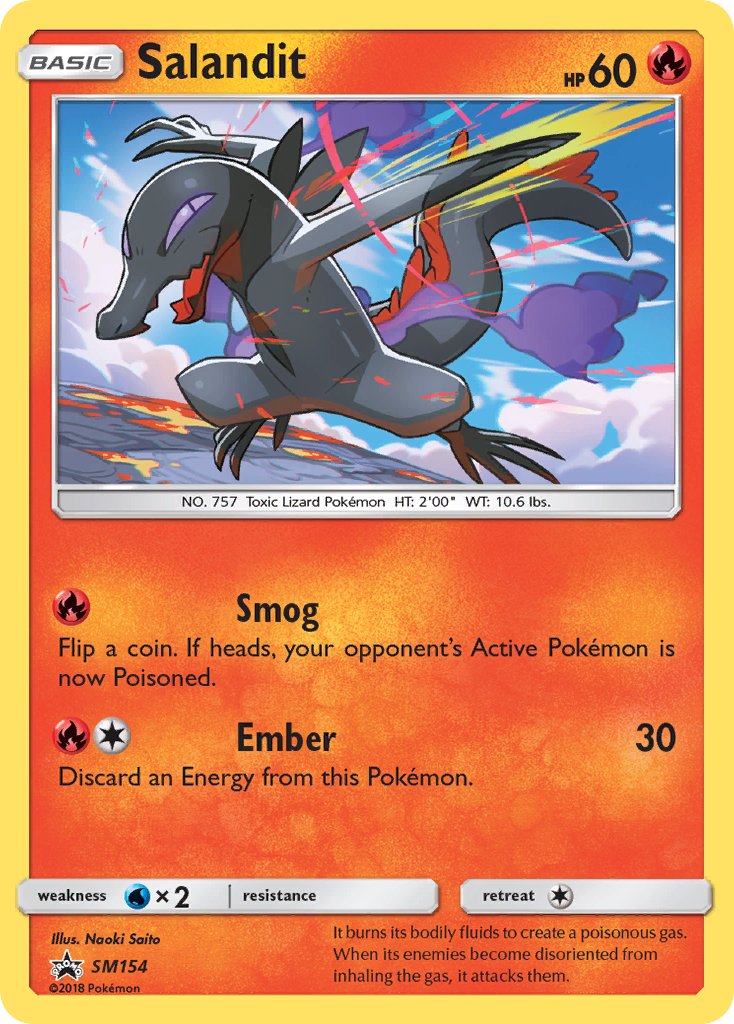 BASIC Salandit HP 60
NO. 757 Toxic Lizard Pokémon HT: 2'00" WT: 10.6 lbs.
Smog
Flip a coin. If heads, your opponent's Active Pokémon is
now Poisoned.
Ember 30
Discard an Energy from this Pokémon.
weakness × 2 resistance retreat
Illus. Naoki Saito
PROMO SM154
©2018 Pokémon
It burns its bodily fluids to create a poisonous gas.
When its enemies become disoriented from
inhaling the gas, it attacks them.